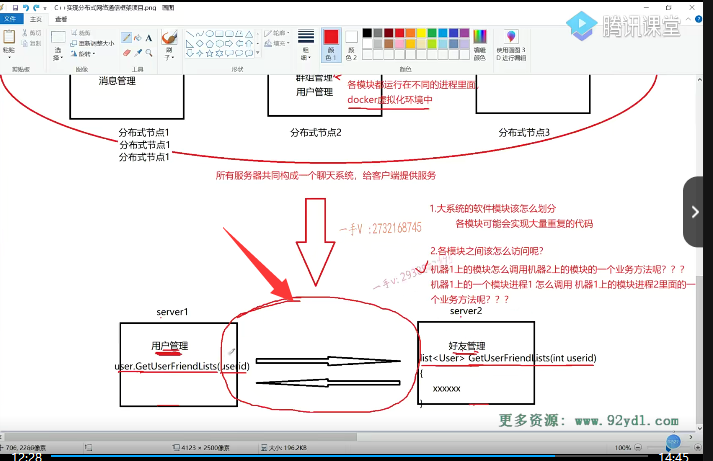 C++实现分布式网络通信框架项目.png - 画图
文件
主页
查看
粘贴
剪切
复制
选择
裁剪
重新调整大小
旋转
刷子
轮廓
填充
粗细
颜色 1
颜色 2
编辑颜色
使用画图 3D 进行编辑
剪贴板
图像
工具
形状
颜色
腾讯课堂
消息管理
群组管理
用户管理
各模块都运行在不同的进程里面,
docker虚拟化环境中
分布式节点1
分布式节点1
分布式节点1
分布式节点2
分布式节点3
所有服务器共同构成一个聊天系统，给客户端提供服务
1.大系统的软件模块该怎么划分
各模块可能会实现大量重复的代码
一手V :2732168745
2.各模块之间该怎么访问呢?
机器1上的模块怎么调用机器2上的模块的一个业务方法呢? ? ?
机器1上的一个模块进程1 怎么调用 机器1上的模块进程2里面的一
个业务方法呢? ? ?
server1
server2
用户管理
user.GetUserFriendLists(userid)
好友管理
list<User> GetUserFriendLists(int userid)
{
xxxxxx
}
更多资源: www.92ydl.com
706, 2260像素
4123 × 2500像素
大小: 196.2KB
100%
12:28
14:45